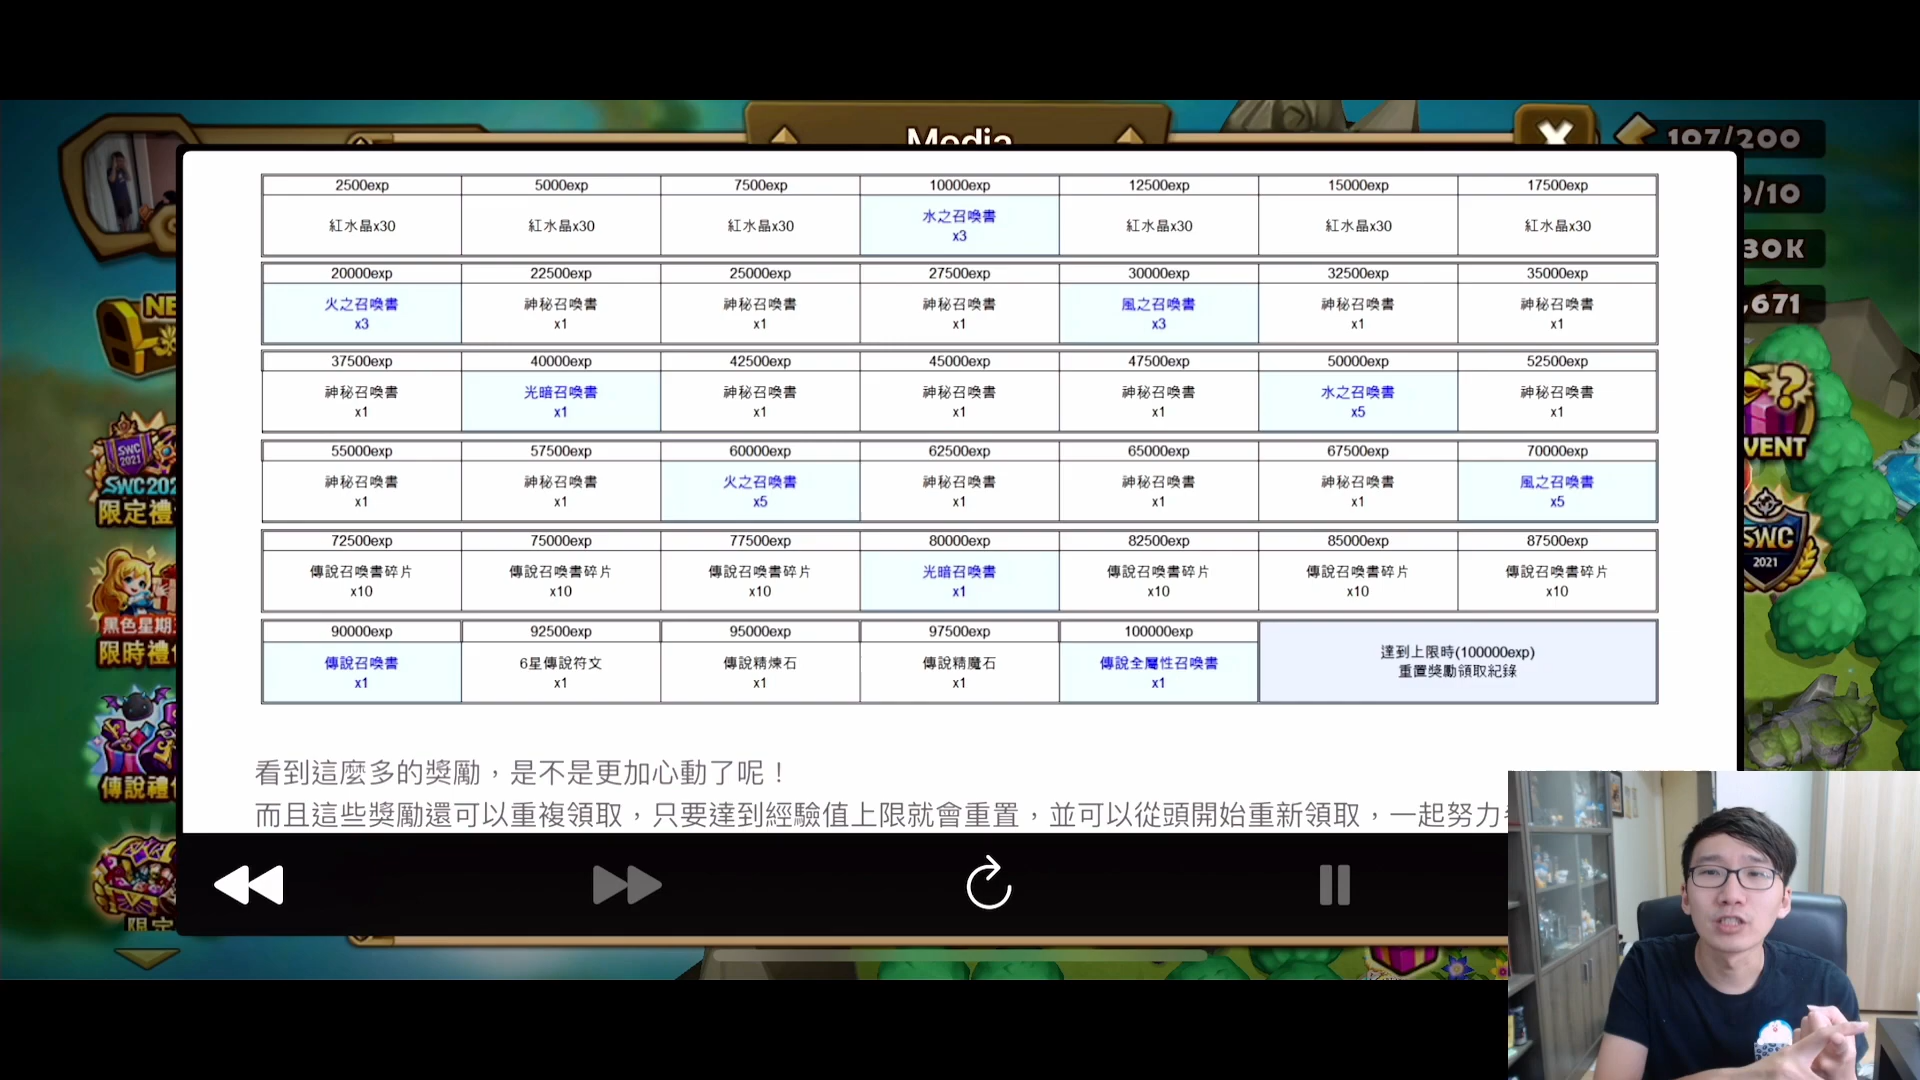 Media
197/200
0/10
30K
,671
NE
SWC
2021
SWC202
限定禮
黑色星期
限時禮
傳說禮
限定
?
VENT
SWC
2021
2500exp 5000exp 7500exp 10000exp 12500exp 15000exp 17500exp
紅水晶x30 紅水晶x30 紅水晶x30 水之召喚書 紅水晶x30 紅水晶x30 紅水晶x30
x3
20000exp 22500exp 25000exp 27500exp 30000exp 32500exp 35000exp
火之召喚書 神秘召喚書 神秘召喚書 神秘召喚書 風之召喚書 神秘召喚書 神秘召喚書
x3 x1 x1 x1 x3 x1 x1
37500exp 40000exp 42500exp 45000exp 47500exp 50000exp 52500exp
神秘召喚書 光暗召喚書 神秘召喚書 神秘召喚書 神秘召喚書 水之召喚書 神秘召喚書
x1 x1 x1 x1 x1 x5 x1
55000exp 57500exp 60000exp 62500exp 65000exp 67500exp 70000exp
神秘召喚書 神秘召喚書 火之召喚書 神秘召喚書 神秘召喚書 神秘召喚書 風之召喚書
x1 x1 x5 x1 x1 x1 x5
72500exp 75000exp 77500exp 80000exp 82500exp 85000exp 87500exp
傳說召喚書碎片 傳說召喚書碎片 傳說召喚書碎片 光暗召喚書 傳說召喚書碎片 傳說召喚書碎片 傳說召喚書碎片
x10 x10 x10 x1 x10 x10 x10
90000exp 92500exp 95000exp 97500exp 100000exp
傳說召喚書 6星傳說符文 傳說精煉石 傳說精魔石 傳說全屬性召喚書 達到上限時(100000exp)
x1 x1 x1 x1 x1 重置獎勵領取紀錄
看到這麼多的獎勵，是不是更加心動了呢！
而且這些獎勵還可以重複領取，只要達到經驗值上限就會重置，並可以從頭開始重新領取，一起努力